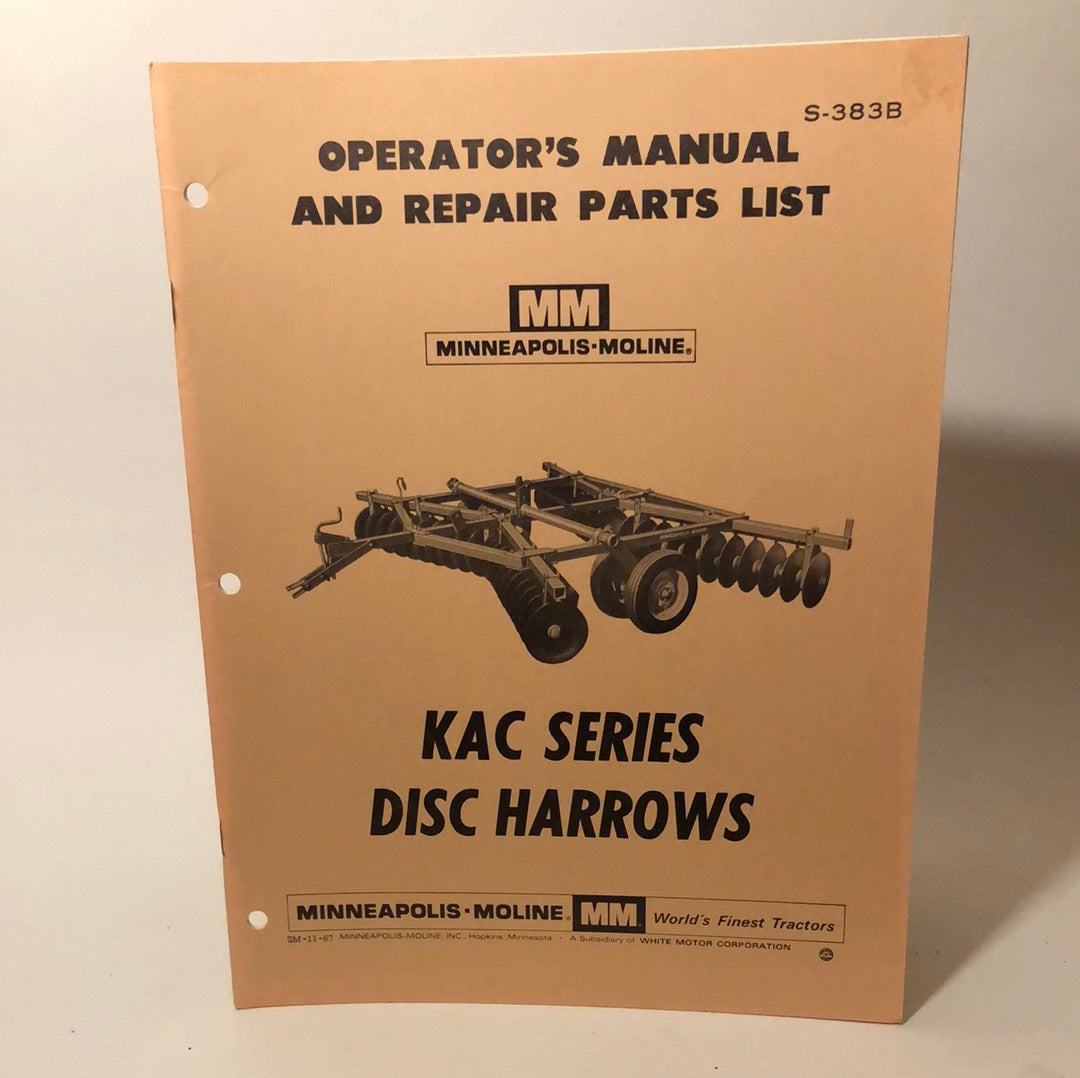 S-383B
OPERATOR'S MANUAL
AND REPAIR PARTS LIST
MM
MINNEAPOLIS-MOLINE®
KAC SERIES
DISC HARROWS
MINNEAPOLIS-MOLINE® MM World's Finest Tractors
2M-11-67 MINNEAPOLIS-MOLINE, INC., Hopkins, Minnesota · A Subsidiary of WHITE MOTOR CORPORATION